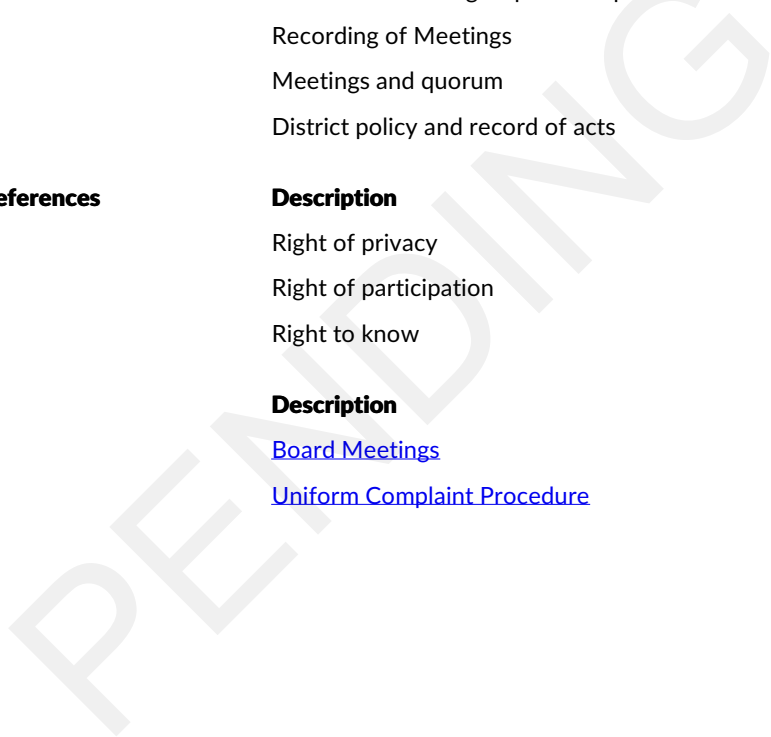 Recording of Meetings
Meetings and quorum
District policy and record of acts
eferences Description
Right of privacy
Right of participation
Right to know
Description
Board Meetings
Uniform Complaint Procedure
PENDING